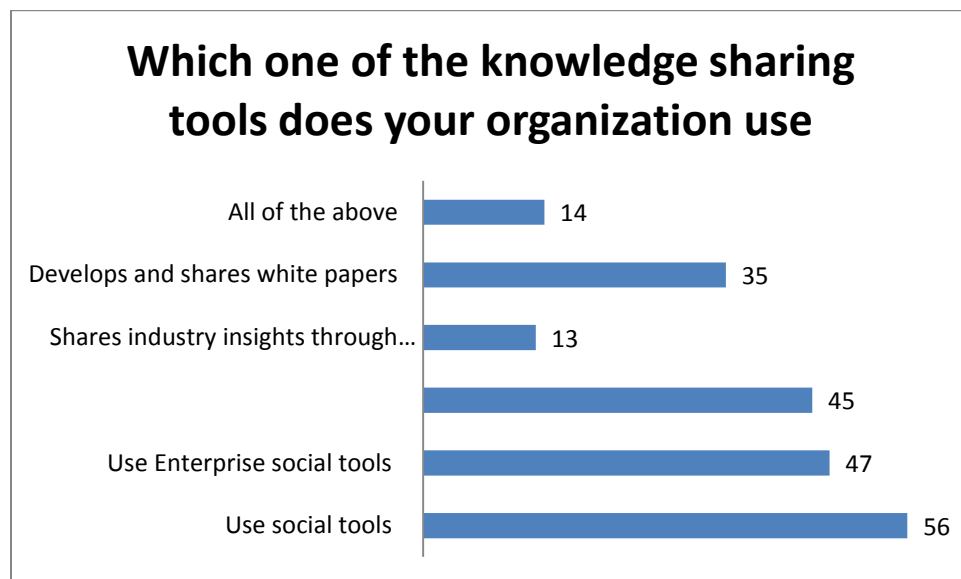 Which one of the knowledge sharing
tools does your organization use
All of the above
14
Develops and shares white papers
35
Shares industry insights through…
13
45
Use Enterprise social tools
47
Use social tools
56